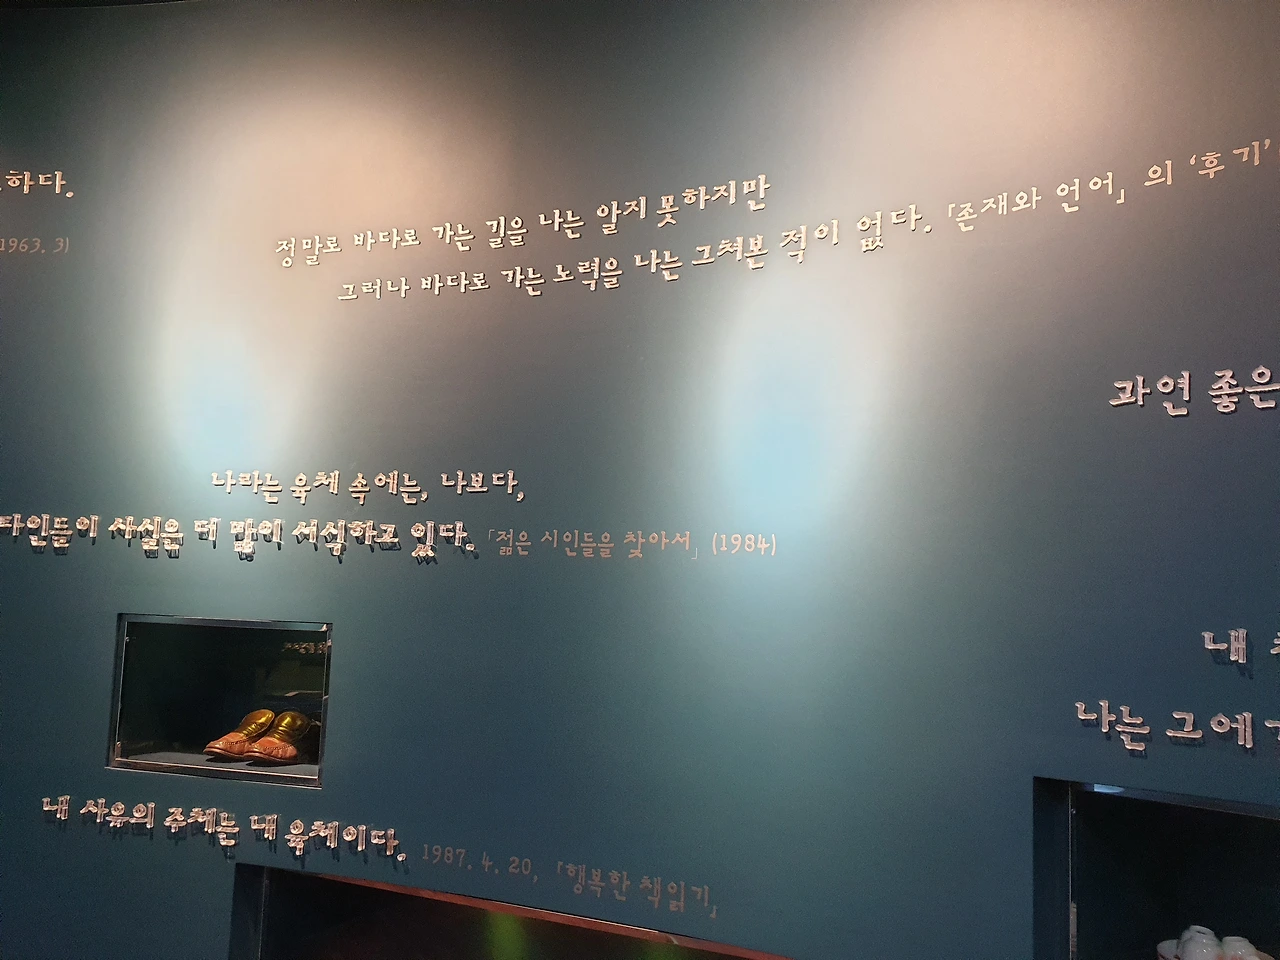 하다.
1963. 3)
정말로 바다로 가는 길을 나는 알지 못하지만
그러나 바다로 가는 노력을 나는 그쳐본 적이 없다. 「존재와 언어」의 '후기'
과연 좋은
나라는 육체 속에는, 나보다,
타인들이 사실은 더 많이 서식하고 있다. 「젊은 시인들을 찾아서」 (1984)
내
나는 그에
내 사유의 주체는 내 육체이다. 1987. 4. 20, 「행복한 책읽기」